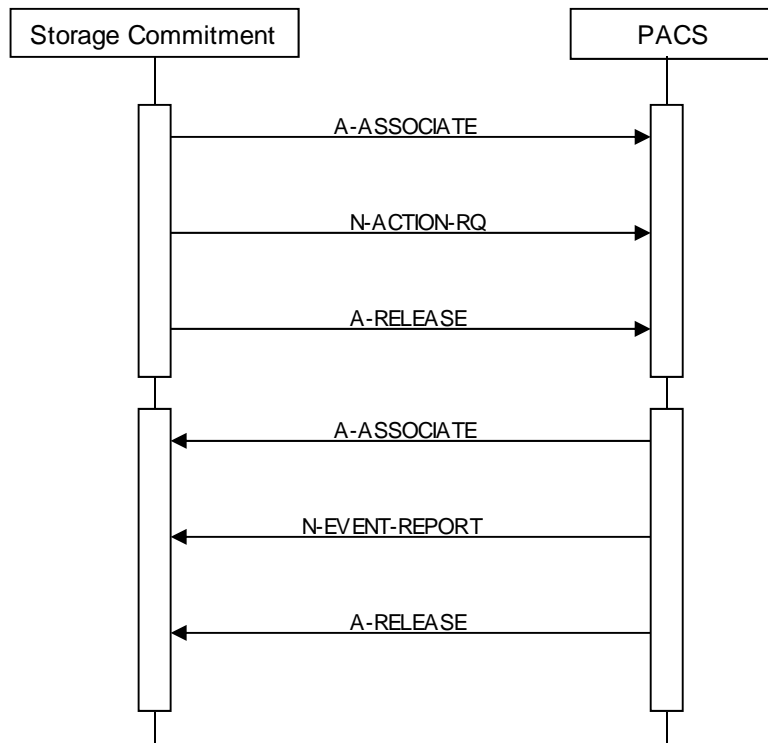 Storage Commitment
PACS
A-ASSOCIATE
N-ACTION-RQ
A-RELEASE
A-ASSOCIATE
N-EVENT-REPORT
A-RELEASE